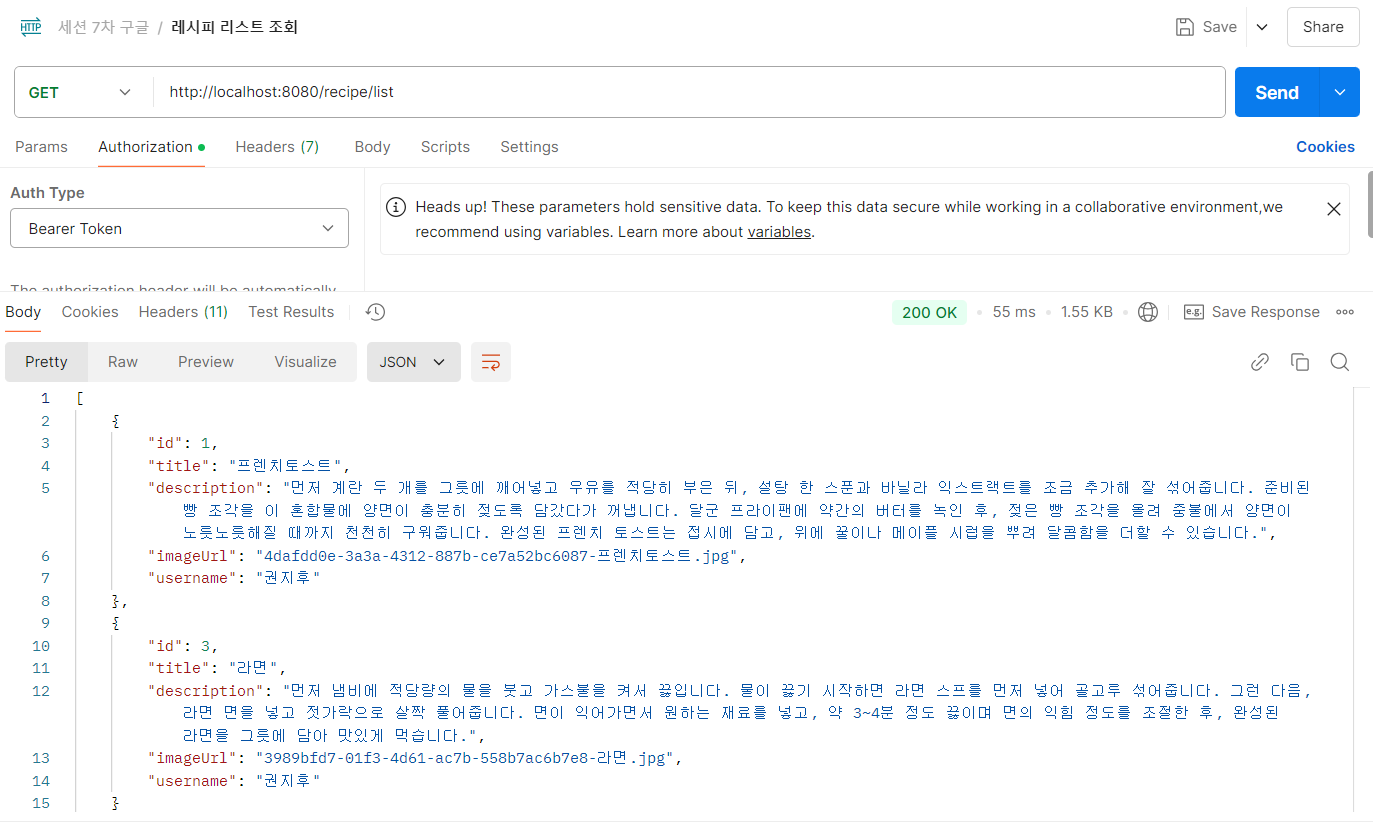 HTTP 세션 7차 구글 / 레시피 리스트 조회 Save Share
GET http://localhost:8080/recipe/list Send
Params Authorization Headers (7) Body Scripts Settings Cookies
Auth Type
Bearer Token
Heads up! These parameters hold sensitive data. To keep this data secure while working in a collaborative environment,we
recommend using variables. Learn more about variables.
The authorization header will be automatically
Body Cookies Headers (11) Test Results 200 OK 55 ms 1.55 KB e.g. Save Response
Pretty Raw Preview Visualize JSON
1 [
2 {
3 "id": 1,
4 "title": "프렌치토스트",
5 "description": "먼저 계란 두 개를 그릇에 깨어넣고 우유를 적당히 부은 뒤, 설탕 한 스푼과 바닐라 익스트랙트를 조금 추가해 잘 섞어줍니다. 준비된
빵 조각을 이 혼합물에 양면이 충분히 젖도록 담갔다가 꺼냅니다. 달군 프라이팬에 약간의 버터를 녹인 후, 젖은 빵 조각을 올려 중불에서 양면이
노릇노릇해질 때까지 천천히 구워줍니다. 완성된 프렌치 토스트는 접시에 담고, 위에 꿀이나 메이플 시럽을 뿌려 달콤함을 더할 수 있습니다.",
6 "imageUrl": "4dafdd0e-3a3a-4312-887b-ce7a52bc6087-프렌치토스트.jpg",
7 "username": "권지후"
8 },
9 {
10 "id": 3,
11 "title": "라면",
12 "description": "먼저 냄비에 적당량의 물을 붓고 가스불을 켜서 끓입니다. 물이 끓기 시작하면 라면 스프를 먼저 넣어 골고루 섞어줍니다. 그런 다음,
라면 면을 넣고 젓가락으로 살짝 풀어줍니다. 면이 익어가면서 원하는 재료를 넣고, 약 3~4분 정도 끓이며 면의 익힘 정도를 조절한 후, 완성된
라면을 그릇에 담아 맛있게 먹습니다.",
13 "imageUrl": "3989bfd7-01f3-4d61-ac7b-558b7ac6b7e8-라면.jpg",
14 "username": "권지후"
15 }